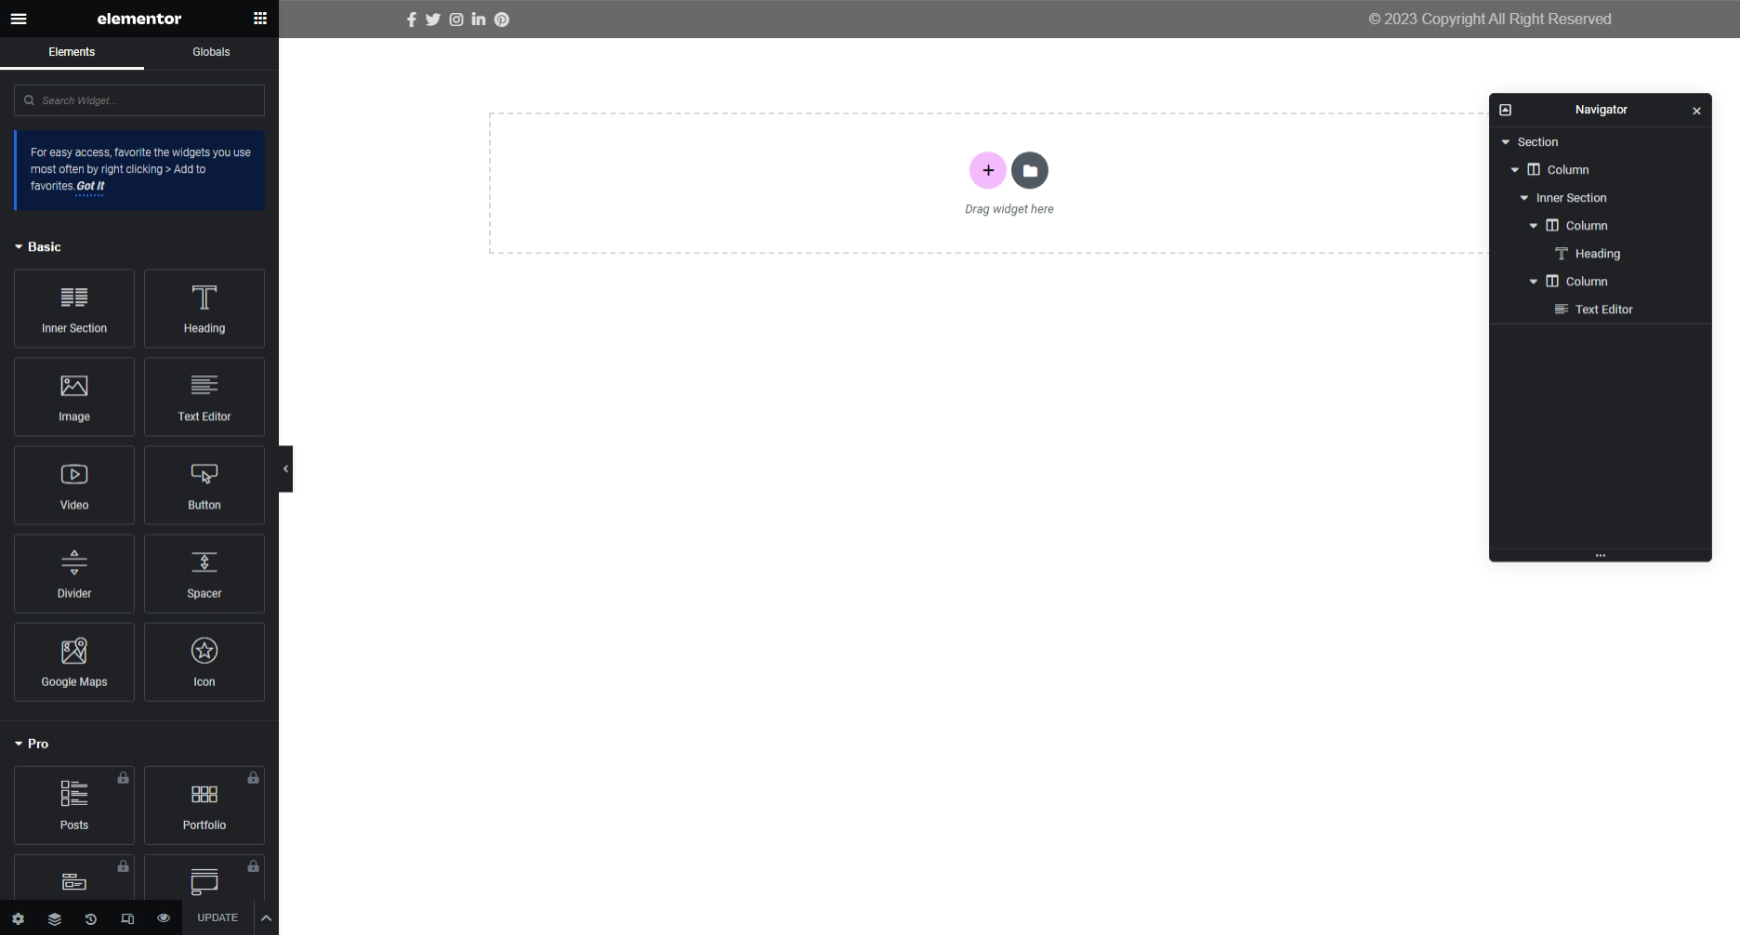 elementor
© 2023 Copyright All Right Reserved
Elements
Globals
Search Widget...
For easy access, favorite the widgets you use
most often by right clicking > Add to
favorites. Got It
Basic
Inner Section
Heading
Image
Text Editor
Video
Button
Divider
Spacer
Google Maps
Icon
Pro
Posts
Portfolio
UPDATE
Drag widget here
Navigator
Section
Column
Inner Section
Column
Heading
Column
Text Editor